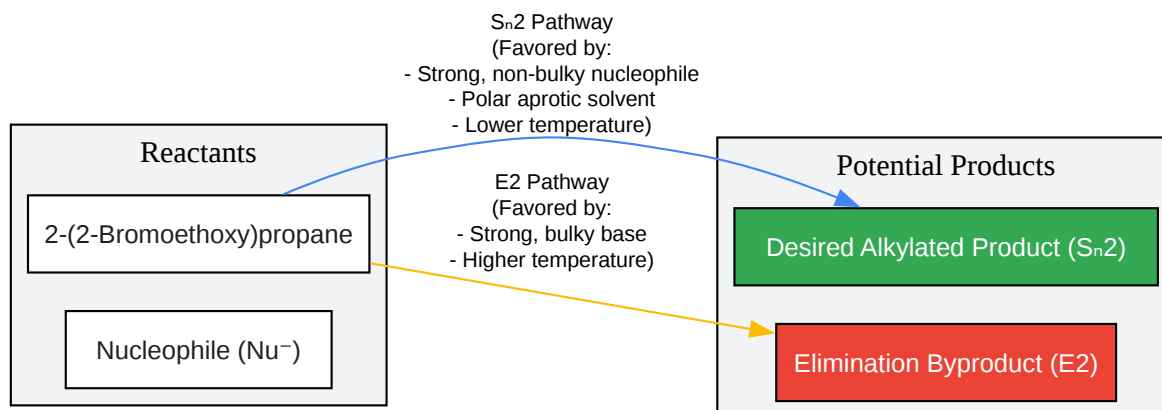 Sₙ2 Pathway
(Favored by:
- Strong, non-bulky nucleophile
- Polar aprotic solvent
- Lower temperature)
Reactants
2-(2-Bromoethoxy)propane
Nucleophile (Nu⁻)
E2 Pathway
(Favored by:
- Strong, bulky base
- Higher temperature)
Potential Products
Desired Alkylated Product (Sₙ2)
Elimination Byproduct (E2)